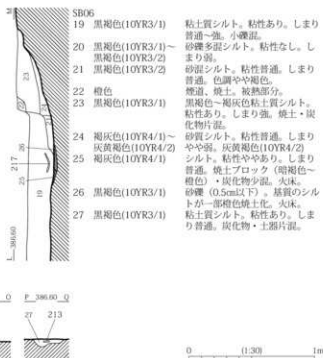 SB06
19 黒褐色(10YR3/1) 粘土質シルト。粘性あり。しまり
普通～強。小礫混。
20 黒褐色(10YR3/1)～ 砂礫多混シルト。粘性なし。し
黒褐色(10YR3/2) まり弱。
21 黒褐色(10YR3/2) 砂混シルト。粘性普通。しまり
普通。色調やや褐色。
22 橙色 煙道、焼土。被熱部分。
23 黒褐色(10YR3/1) 黒褐色～褐灰色粘土質シルト。
粘性あり。しまり強。焼土・炭
化物片混。
24 褐灰色(10YR4/1)～ 砂質シルト。粘性普通。しまり
灰黄褐色(10YR4/2) やや弱。灰黄褐色(10YR4/2)
25 褐灰色(10YR4/1) シルト。粘性ややあり。しまり
普通。焼土ブロック（暗褐色～
橙色）・炭化物少混。火床。
26 黒褐色(10YR3/1) 砂礫（0.5㎝以下）。基質のシル
トが一部橙色焼土化。火床。
27 黒褐色(10YR3/1) 粘土質シルト。粘性あり。しま
り普通。炭化物・土器片混。
M
23
26
217
25
19
386.60
O P 386.60 Q
27 213
0 (1:30) 1m